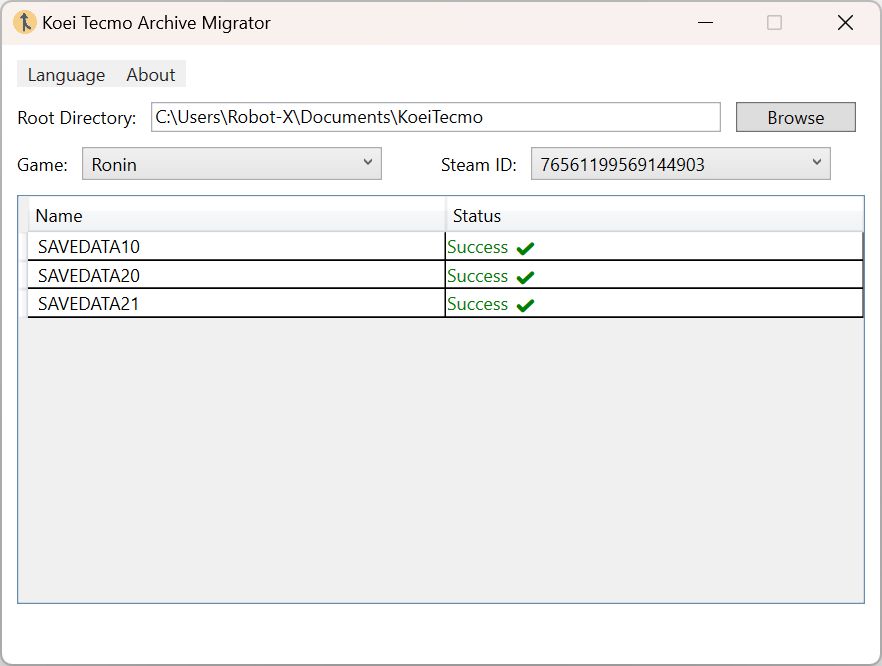 Koei Tecmo Archive Migrator
Language About
Root Directory: C:\Users\Robot-X\Documents\KoeiTecmo Browse
Game: Ronin Steam ID: 76561199569144903
Name Status
SAVEDATA10 Success
SAVEDATA20 Success
SAVEDATA21 Success